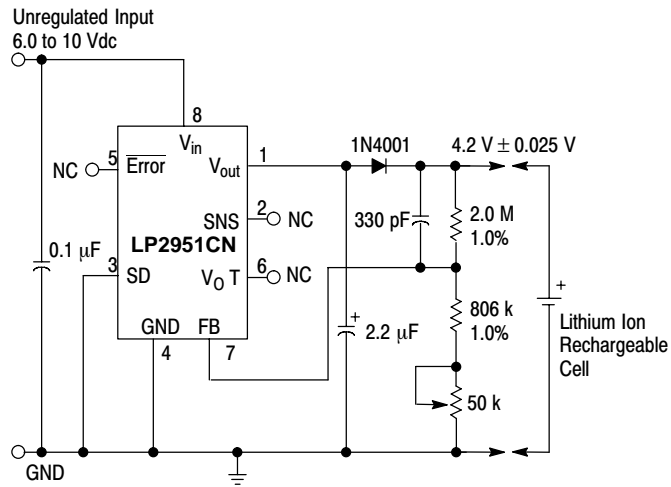 Unregulated Input
6.0 to 10 Vdc
8
Vin
5
NC
Error
Vout
1
1N4001
4.2 V ± 0.025 V
SNS
2
NC
330 pF
2.0 M
1.0%
LP2951CN
0.1 µF
3
SD
VO T
6
NC
GND
FB
4
7
2.2 µF
+
806 k
1.0%
+
Lithium Ion
Rechargeable
Cell
50 k
GND